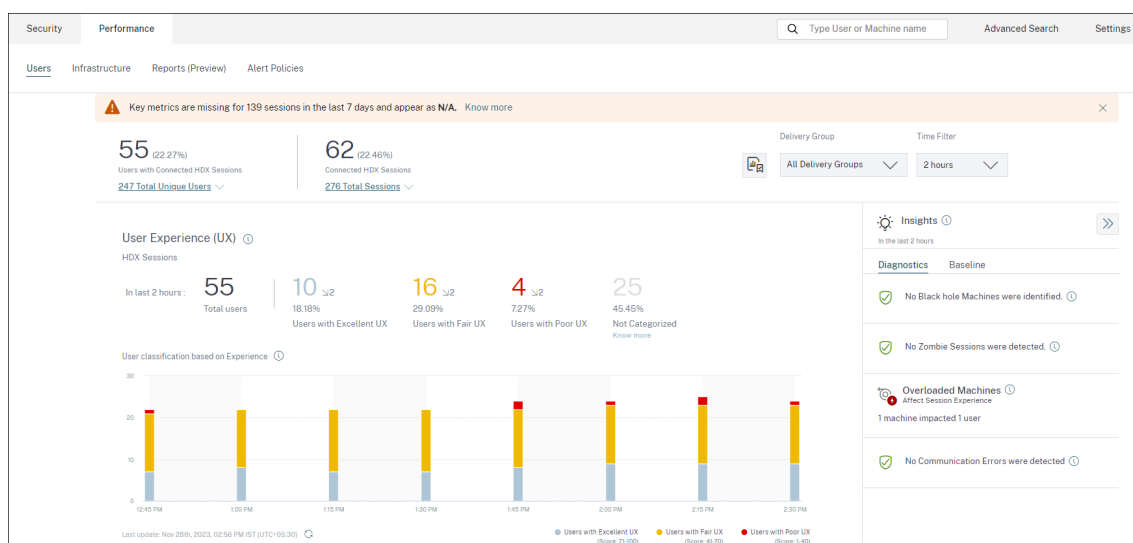 Security Performance Type User or Machine name Advanced Search Settings
Users Infrastructure Reports (Preview) Alert Policies
Key metrics are missing for 139 sessions in the last 7 days and appear as N/A. Know more
55 (22.27%)
Users with Connected HDX Sessions
247 Total Unique Users
62 (22.46%)
Connected HDX Sessions
276 Total Sessions
Delivery Group
All Delivery Groups
Time Filter
2 hours
User Experience (UX)
HDX Sessions
In last 2 hours :
55
Total users
10 2
18.18%
Users with Excellent UX
16 2
29.09%
Users with Fair UX
4 2
7.27%
Users with Poor UX
25
45.45%
Not Categorized
Know more
User classification based on Experience
30
20
10
0
12:45 PM 1:00 PM 1:15 PM 1:30 PM 1:45 PM 2:00 PM 2:15 PM 2:30 PM
Last update: Nov 28th, 2023, 02:56 PM IST (UTC+05:30)
Users with Excellent UX
(Score: 71-100)
Users with Fair UX
(Score: 41-70)
Users with Poor UX
(Score: 1-40)
Insights
In the last 2 hours
Diagnostics Baseline
No Black hole Machines were identified.
No Zombie Sessions were detected.
Overloaded Machines
Affect Session Experience
1 machine impacted 1 user
No Communication Errors were detected